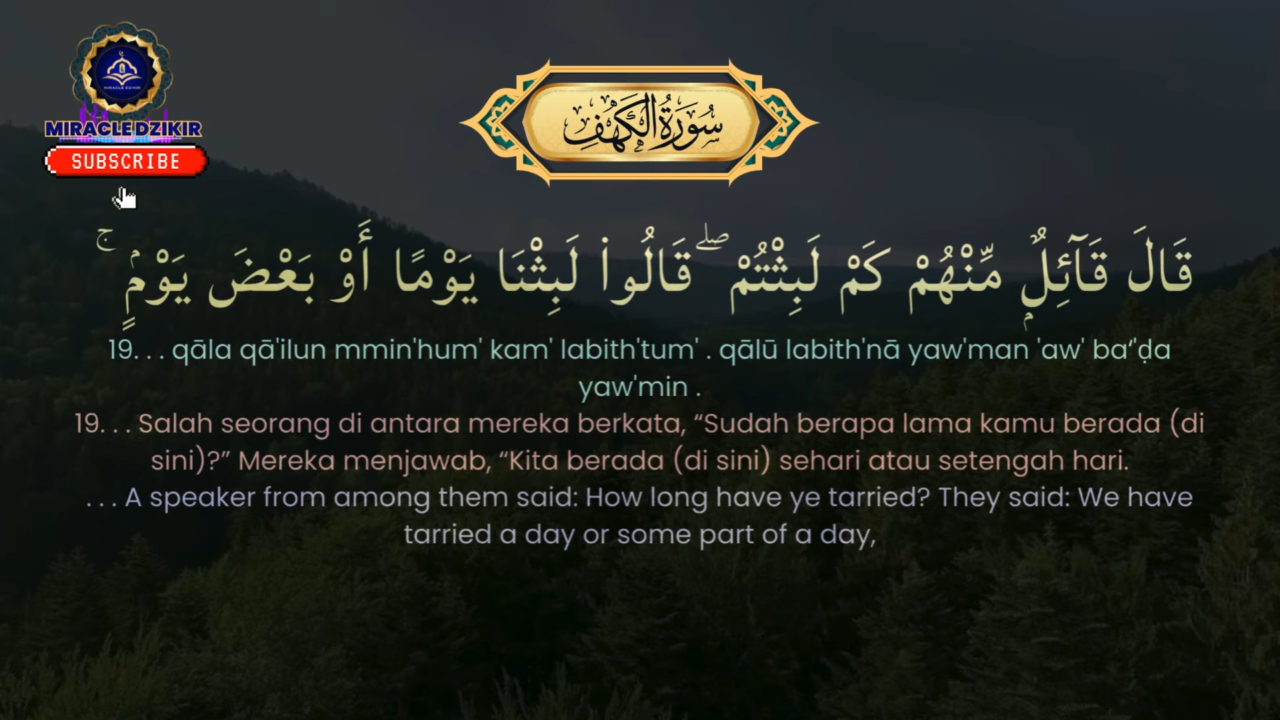 MIRACLE DZIKIR
MIRACLE DZIKIR
SUBSCRIBE
سُورَةُ الكَهْفِ
قَالَ قَآئِلٌۭ مِّنْهُمْ كَمْ لَبِثْتُمْ ۖ قَالُوا۟ لَبِثْنَا يَوْمًا أَوْ بَعْضَ يَوْمٍۢ ۚ
19. . . qāla qā'ilun mmin'hum' kam' labith'tum' . qālū labith'nā yaw'man 'aw' ba‘'ḍa
yaw'min .
19. . . Salah seorang di antara mereka berkata, “Sudah berapa lama kamu berada (di
sini)?” Mereka menjawab, “Kita berada (di sini) sehari atau setengah hari.
. . . A speaker from among them said: How long have ye tarried? They said: We have
tarried a day or some part of a day,